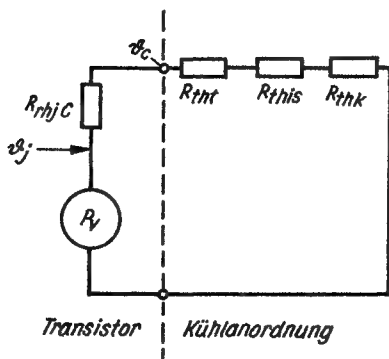 ϑc
Rtht Rthis Rthk
RrhjC
ϑj
Pv
Transistor Kühlanordnung